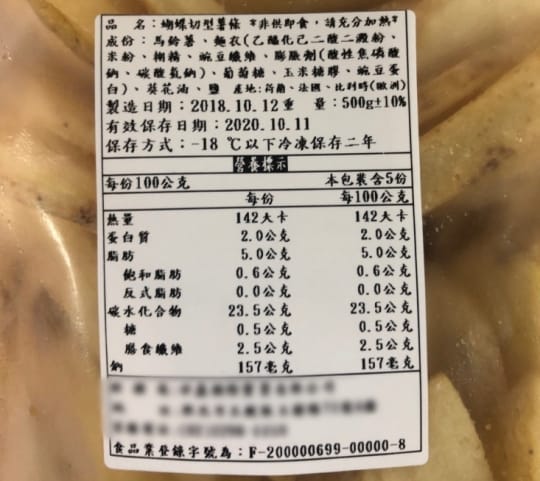 品 名：蝴蝶切型薯條 *非供即食，請充分加熱*
成份：馬鈴薯、麵衣(乙醯化己二酸二澱粉、
米粉、糊精、豌豆纖維、膨脹劑(酸性焦磷酸
鈉、碳酸氫鈉)、葡萄糖、玉米糖膠、豌豆蛋
白)、葵花油、鹽 產地:荷蘭、法國、比利時(歐洲)
製造日期：2018.10.12 重 量：500g±10%
有效保存日期：2020.10.11
保存方式：-18 ℃以下冷凍保存二年
營養標示
每份100公克 本包裝含5份
每份 每100公克
熱量 142大卡 142大卡
蛋白質 2.0公克 2.0公克
脂肪 5.0公克 5.0公克
飽和脂肪 0.6公克 0.6公克
反式脂肪 0.0公克 0.0公克
碳水化合物 23.5公克 23.5公克
糖 0.5公克 0.5公克
膳食纖維 2.5公克 2.5公克
鈉 157毫克 157毫克
食品業登錄字號為：F-200000699-00000-8